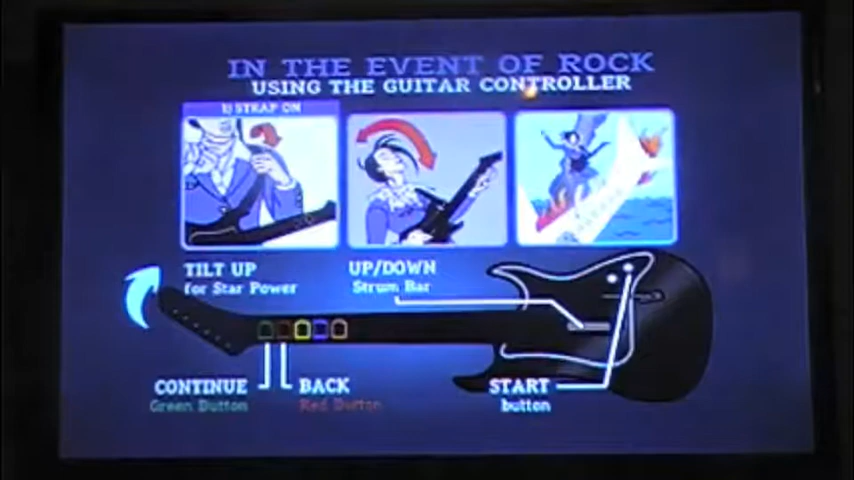 IN THE EVENT OF ROCK
USING THE GUITAR CONTROLLER
1) STRAP ON
TILT UP
for Star Power
UP/DOWN
Strum Bar
CONTINUE
Green Button
BACK
Red Button
START
button